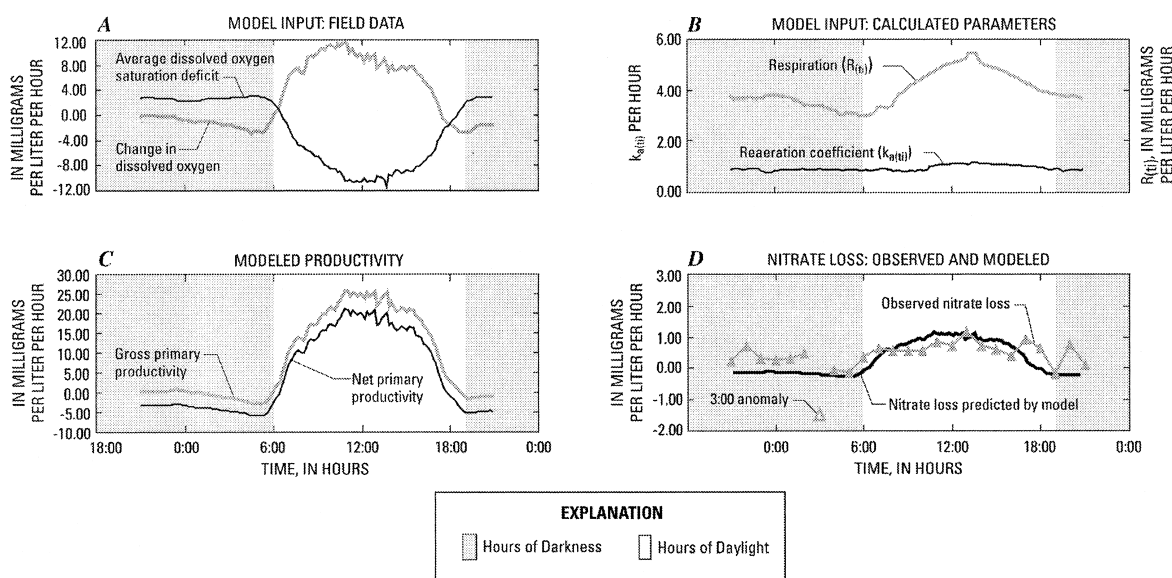 A
MODEL INPUT: FIELD DATA
IN MILLIGRAMS
PER LITER PER HOUR
12.00
8.00
4.00
0.00
-4.00
-8.00
-12.00
Average dissolved oxygen
saturation deficit
Change in
dissolved oxygen
B
MODEL INPUT: CALCULATED PARAMETERS
ka(ti) PER HOUR
6.00
4.00
2.00
0.00
Respiration (R(ti))
Reaeration coefficient (ka(ti))
R(ti), IN MILLIGRAMS
PER LITER PER HOUR
C
MODELED PRODUCTIVITY
IN MILLIGRAMS
PER LITER PER HOUR
30.00
25.00
20.00
15.00
10.00
5.00
0.00
-5.00
-10.00
Gross primary
productivity
Net primary
productivity
18:00
0:00
6:00
12:00
18:00
0:00
TIME, IN HOURS
D
NITRATE LOSS: OBSERVED AND MODELED
IN MILLIGRAMS
PER LITER PER HOUR
3.00
2.00
1.00
0.00
-1.00
-2.00
Observed nitrate loss
3:00 anomaly
Nitrate loss predicted by model
18:00
0:00
6:00
12:00
18:00
0:00
TIME, IN HOURS
EXPLANATION
Hours of Darkness
Hours of Daylight